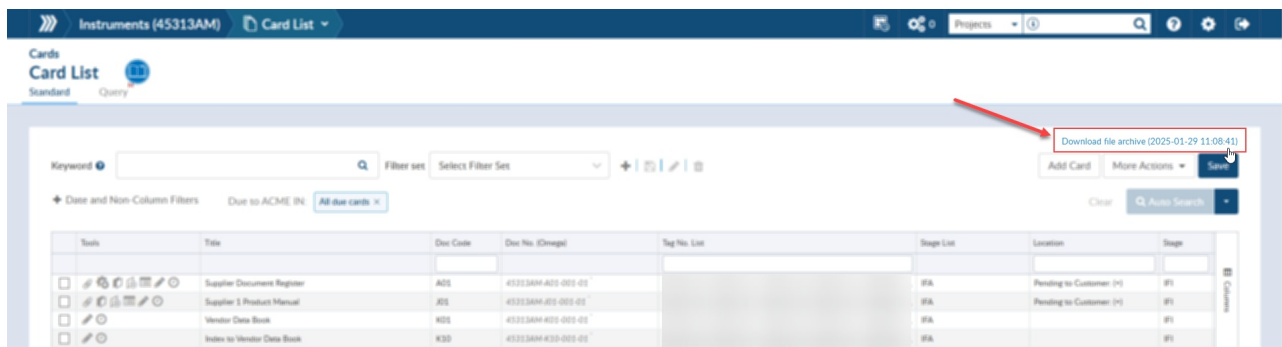 Instruments (45313AM) Card List 0 Projects
Cards
Card List
Standard Query
Download file archive (2025-01-29 11:08:41)
Keyword Filter set Select Filter Set Add Card More Actions Save
+ Date and Non-Column Filters Due to ACME IN: All due cards × Clear Auto Search
Tools Title Doc Code Doc No. (Omega) Tag No. List Stage List Location Stage
Columns
Supplier Document Register A01 45313AM-A01-001-01 IFA Pending to Customer: (+) IFI
Supplier 1 Product Manual J01 45313AM-J01-001-01 IFA Pending to Customer: (+) IFI
Vendor Data Book K01 45313AM-K01-001-01 IFA IFI
Index to Vendor Data Book K10 45313AM-K10-001-01 IFA IFI